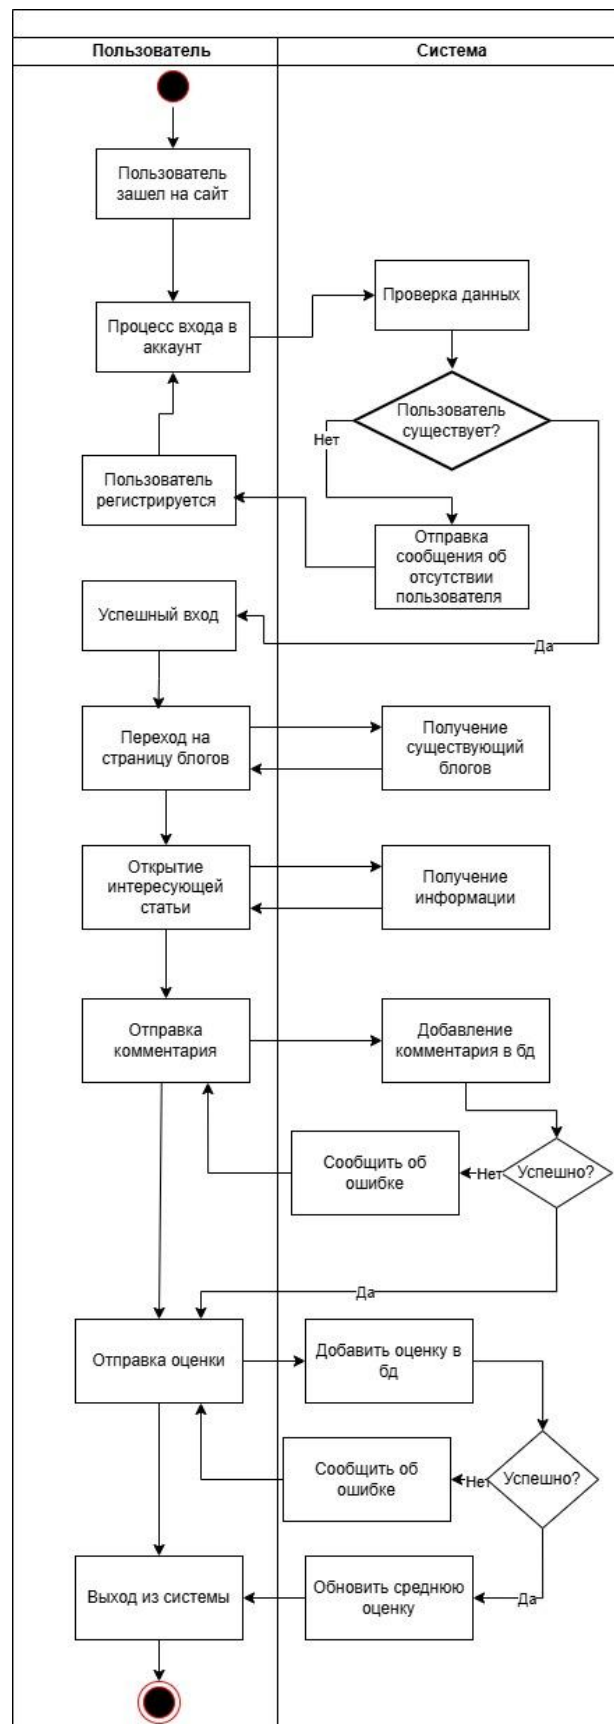 Пользователь
Система
Пользователь
зашел на сайт
Проверка данных
Процесс входа в
аккаунт
Пользователь
существует?
Нет
Пользователь
регистрируется
Отправка
сообщения об
отсутствии
пользователя
Успешный вход
Да
Переход на
страницу блогов
Получение
существующий
блогов
Открытие
интересующей
статьи
Получение
информации
Отправка
комментария
Добавление
комментария в бд
Сообщить об
ошибке
Нет
Успешно?
Да
Отправка оценки
Добавить оценку в
бд
Сообщить об
ошибке
Нет
Успешно?
Выход из системы
Обновить среднюю
оценку
Да